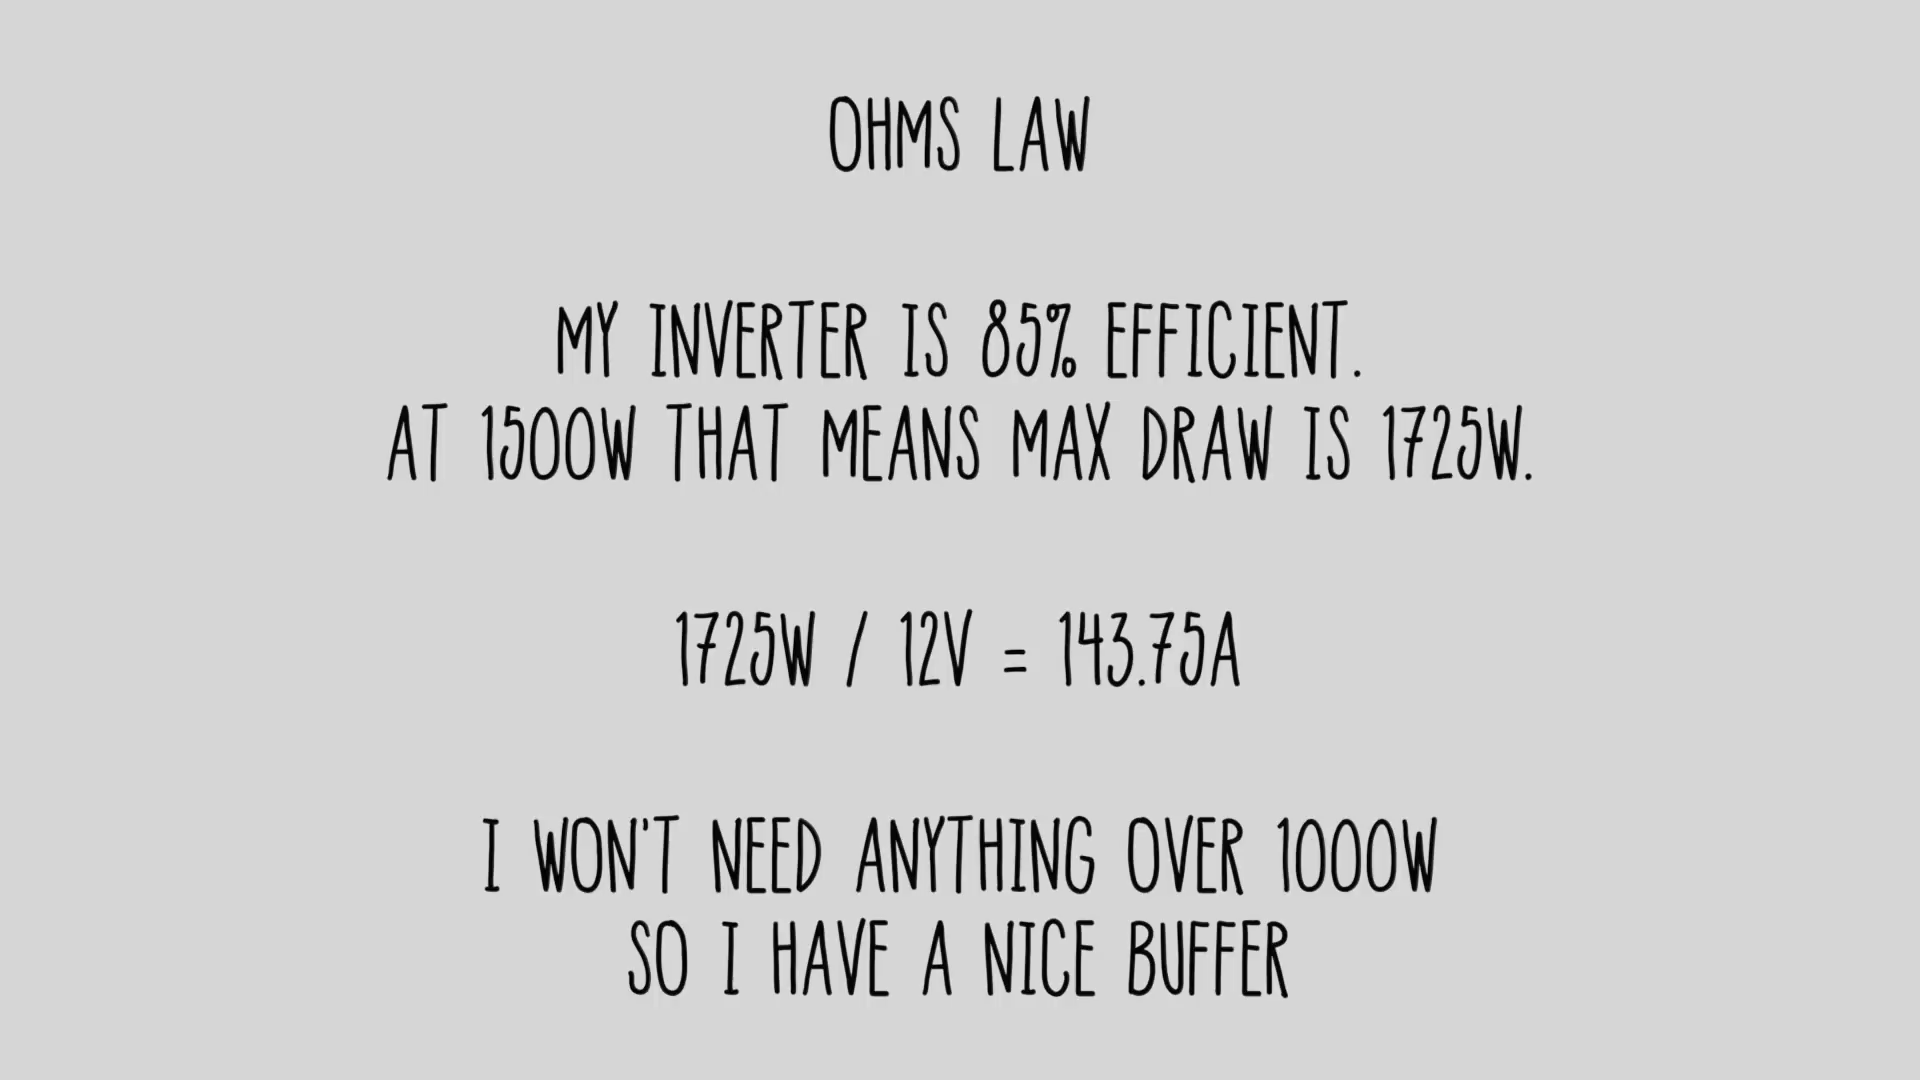 OHMS LAW
MY INVERTER IS 85% EFFICIENT.
AT 1500W THAT MEANS MAX DRAW IS 1725W.
1725W / 12V = 143.75A
I WON'T NEED ANYTHING OVER 1000W
SO I HAVE A NICE BUFFER